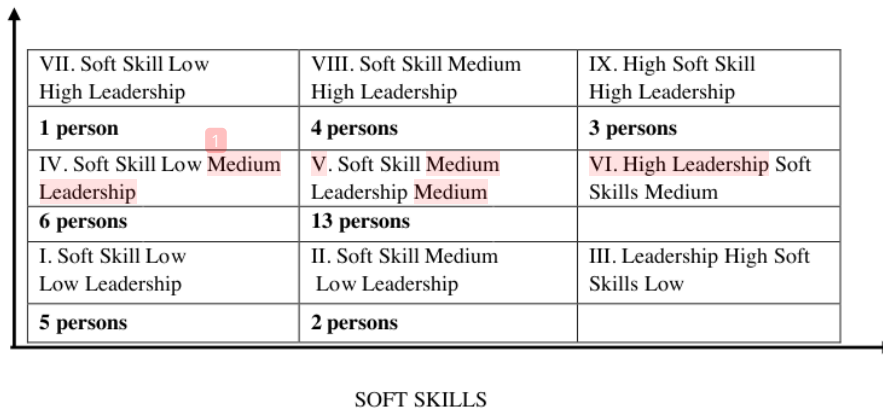 VII. Soft Skill Low
High Leadership
VIII. Soft Skill Medium
High Leadership
IX. High Soft Skill
High Leadership
1 person
4 persons
3 persons
1
IV. Soft Skill Low Medium
Leadership
V. Soft Skill Medium
Leadership Medium
VI. High Leadership Soft
Skills Medium
6 persons
13 persons
I. Soft Skill Low
Low Leadership
II. Soft Skill Medium
Low Leadership
III. Leadership High Soft
Skills Low
5 persons
2 persons
SOFT SKILLS